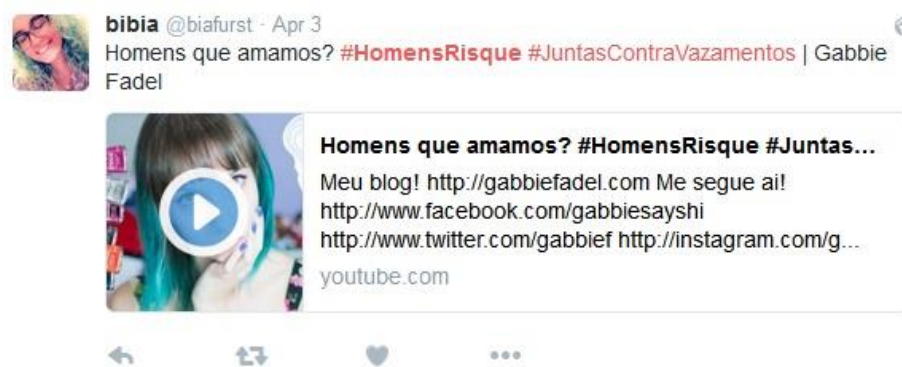 bibia @biafurst · Apr 3
Homens que amamos? #HomensRisque #JuntasContraVazamentos | Gabbie
Fadel
Homens que amamos? #HomensRisque #Juntas...
Meu blog! http://gabbiefadel.com Me segue ai!
http://www.facebook.com/gabbiesayshi
http://www.twitter.com/gabbief http://instagram.com/g...
youtube.com